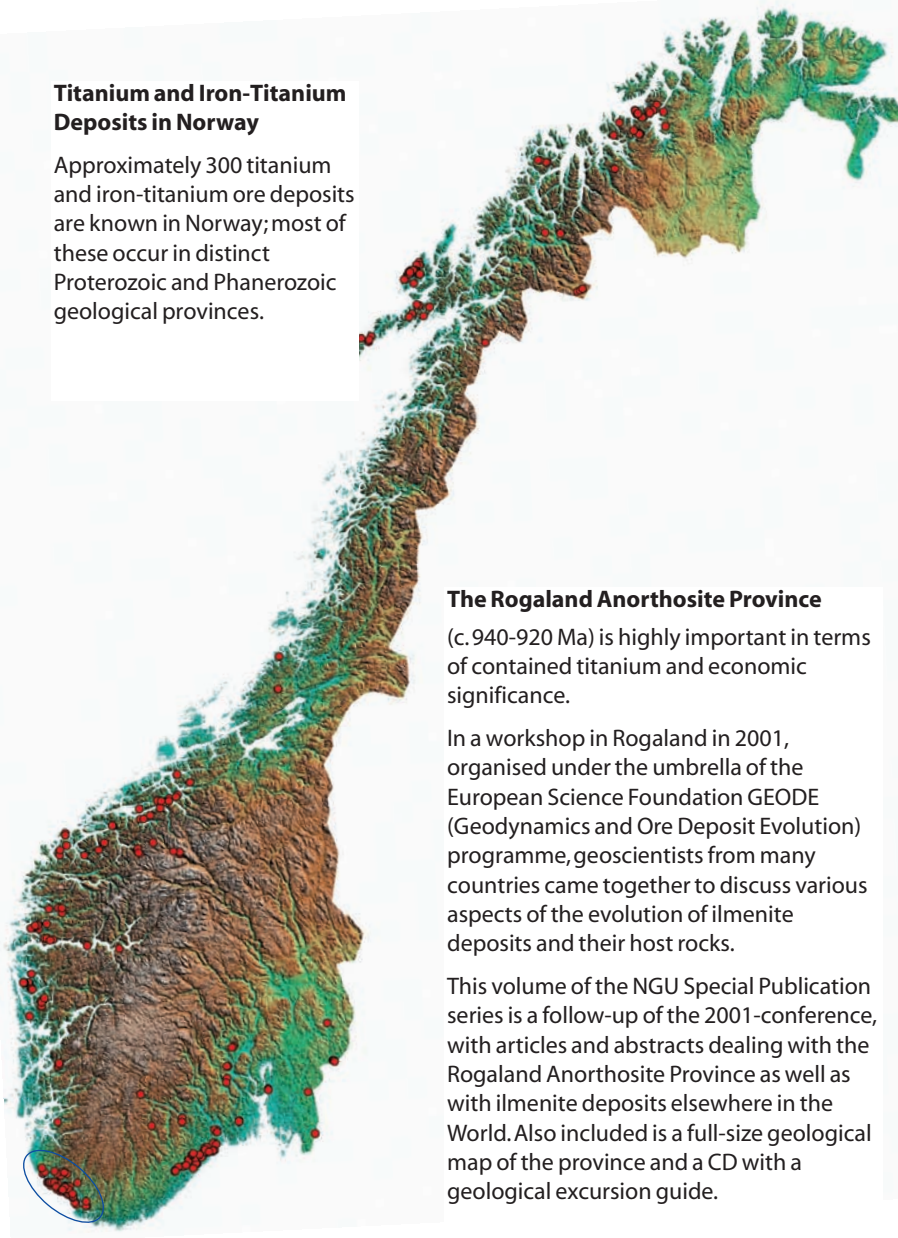 Titanium and Iron-Titanium
Deposits in Norway
Approximately 300 titanium
and iron-titanium ore deposits
are known in Norway; most of
these occur in distinct
Proterozoic and Phanerozoic
geological provinces.
The Rogaland Anorthosite Province
(c. 940-920 Ma) is highly important in terms
of contained titanium and economic
significance.
In a workshop in Rogaland in 2001,
organised under the umbrella of the
European Science Foundation GEODE
(Geodynamics and Ore Deposit Evolution)
programme, geoscientists from many
countries came together to discuss various
aspects of the evolution of ilmenite
deposits and their host rocks.
This volume of the NGU Special Publication
series is a follow-up of the 2001-conference,
with articles and abstracts dealing with the
Rogaland Anorthosite Province as well as
with ilmenite deposits elsewhere in the
World. Also included is a full-size geological
map of the province and a CD with a
geological excursion guide.